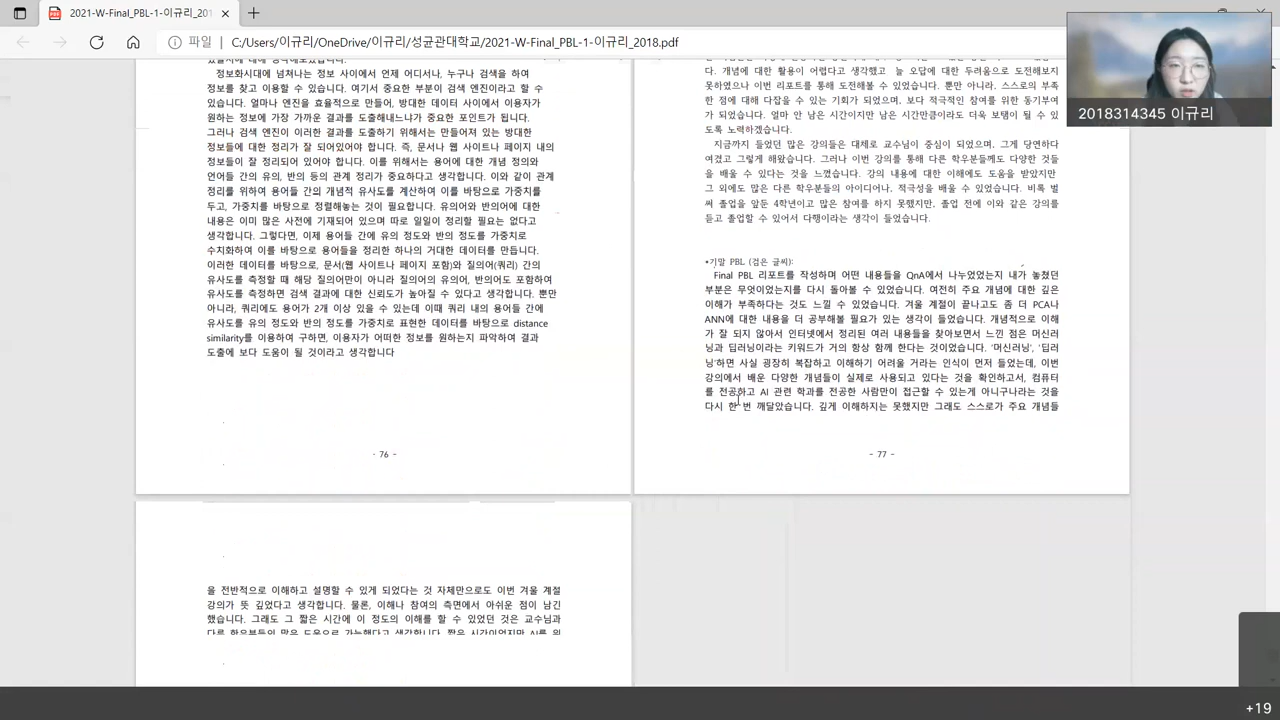 2021-W-Final_PBL-1-이규리_201
파일
C:/Users/이규리/OneDrive/이규리/성균관대학교/2021-W-Final_PBL-1-이규리_2018.pdf
2018314345 이규리
정보화시대에 넘쳐나는 정보 사이에서 언제 어디서나, 누구나 검색을 하여
정보를 찾고 이용할 수 있습니다. 여기서 중요한 부분이 검색 엔진이라고 할 수
있습니다. 얼마나 엔진을 효율적으로 만들어, 방대한 데이터 사이에서 이용자가
원하는 정보에 가장 가까운 결과를 도출해내느냐가 중요한 포인트가 됩니다.
그러나 검색 엔진이 이러한 결과를 도출하기 위해서는 만들어져 있는 방대한
정보들에 대한 정리가 잘 되어있어야 합니다. 즉, 문서나 웹 사이트나 페이지 내의
정보들이 잘 정리되어 있어야 합니다. 이를 위해서는 용어에 대한 개념 정의와
언어들 간의 유의, 반의 등의 관계 정리가 중요하다고 생각합니다. 이와 같이 관계
정리를 위하여 용어들 간의 개념적 유사도를 계산하여 이를 바탕으로 가중치를
두고, 가중치를 바탕으로 정렬해놓는 것이 필요합니다. 유의어와 반의어에 대한
내용은 이미 많은 사전에 기재되어 있으며 따로 일일이 정리할 필요는 없다고
생각합니다. 그렇다면, 이제 용어들 간에 유의 정도와 반의 정도를 가중치로
수치화하여 이를 바탕으로 용어들을 정리한 하나의 거대한 데이터를 만듭니다.
이러한 데이터를 바탕으로, 문서(웹 사이트나 페이지 포함)와 질의어(쿼리) 간의
유사도를 측정할 때 해당 질의어만이 아니라 질의어의 유의어, 반의어도 포함하여
유사도를 측정하면 검색 결과에 대한 신뢰도가 높아질 수 있다고 생각합니다. 뿐만
아니라, 쿼리에도 용어가 2개 이상 있을 수 있는데 이때 쿼리 내의 용어들 간에
유사도를 유의 정도와 반의 정도를 가중치로 표현한 데이터를 바탕으로 distance
similarity를 이용하여 구하면, 이용자가 어떠한 정보를 원하는지 파악하여 결과
도출에 보다 도움이 될 것이라고 생각합니다
- 76 -
다. 개념에 대한 활용이 어렵다고 생각했고 늘 오답에 대한 두려움으로 도전해보지
못하였으나 이번 리포트를 통해 도전해볼 수 있었습니다. 뿐만 아니라, 스스로의 부족
한 점에 대해 다잡을 수 있는 기회가 되었으며, 보다 적극적인 참여를 위한 동기부여
가 되었습니다. 얼마 안 남은 시간이지만 남은 시간만큼이라도 더욱 보탬이 될 수 있
도록 노력하겠습니다.
지금까지 들었던 많은 강의들은 대체로 교수님이 중심이 되었으며, 그게 당연하다
여겼고 그렇게 해왔습니다. 그러나 이번 강의를 통해 다른 학우분들께도 다양한 것들
을 배울 수 있다는 것을 느꼈습니다. 강의 내용에 대한 이해에도 도움을 받았지만
그 외에도 많은 다른 학우분들의 아이디어나, 적극성을 배울 수 있었습니다. 비록 벌
써 졸업을 앞둔 4학년이고 많은 참여를 하지 못했지만, 졸업 전에 이와 같은 강의를
듣고 졸업할 수 있어서 다행이라는 생각이 들었습니다.
•기말 PBL (검은 글씨):
Final PBL 리포트를 작성하며 어떤 내용들을 QnA에서 나누었었는지 내가 놓쳤던
부분은 무엇이었는지를 다시 돌아볼 수 있었습니다. 여전히 주요 개념에 대한 깊은
이해가 부족하다는 것도 느낄 수 있었습니다. 겨울 계절이 끝나고도 좀 더 PCA나
ANN에 대한 내용을 더 공부해볼 필요가 있는 생각이 들었습니다. 개념적으로 이해
가 잘 되지 않아서 인터넷에서 정리된 여러 내용들을 찾아보면서 느낀 점은 머신러
닝과 딥러닝이라는 키워드가 거의 항상 함께 한다는 것이었습니다. '머신러닝', '딥러
닝'하면 사실 굉장히 복잡하고 이해하기 어려울 거라는 인식이 먼저 들었는데, 이번
강의에서 배운 다양한 개념들이 실제로 사용되고 있다는 것을 확인하고서, 컴퓨터
를 전공하고 AI 관련 학과를 전공한 사람만이 접근할 수 있는게 아니구나라는 것을
다시 한 번 깨달았습니다. 깊게 이해하지는 못했지만 그래도 스스로가 주요 개념들
- 77 -
을 전반적으로 이해하고 설명할 수 있게 되었다는 것 자체만으로도 이번 겨울 계절
강의가 뜻 깊었다고 생각합니다. 물론, 이해나 참여의 측면에서 아쉬운 점이 남긴
했습니다. 그래도 그 짧은 시간에 이 정도의 이해를 할 수 있었던 것은 교수님과
다른 학우분들의 많은 도움으로 가능했다고 생각합니다. 짧은 시간이었지만 AI를 위
+19